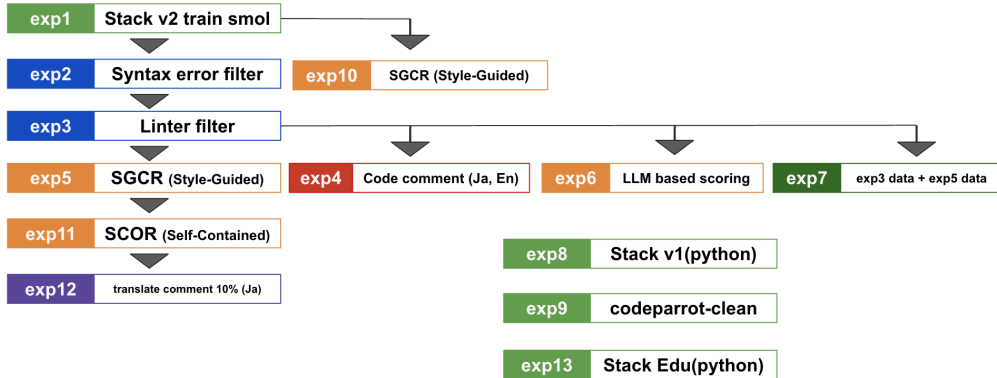 exp1 Stack v2 train smol
exp2 Syntax error filter
exp10 SGCR (Style-Guided)
exp3 Linter filter
exp5 SGCR (Style-Guided)
exp4 Code comment (Ja, En)
exp6 LLM based scoring
exp7 exp3 data + exp5 data
exp11 SCOR (Self-Contained)
exp8 Stack v1(python)
exp12 translate comment 10% (Ja)
exp9 codeparrot-clean
exp13 Stack Edu(python)